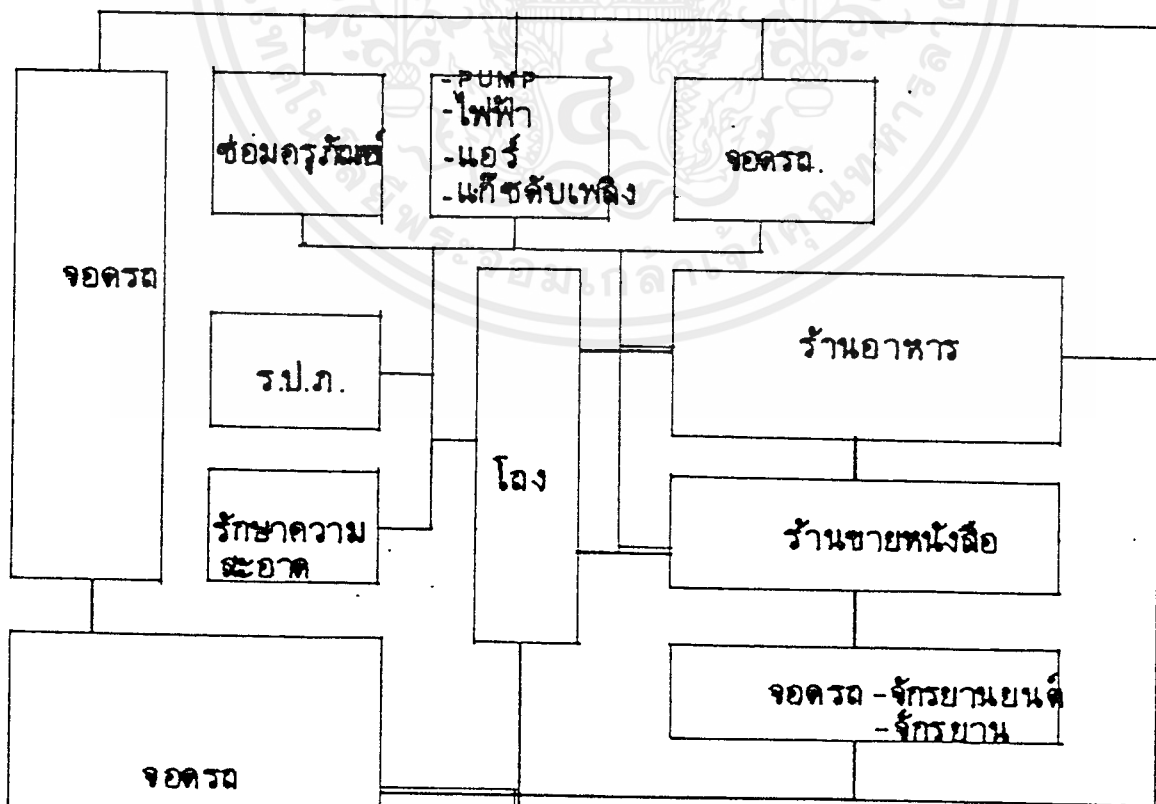 -PUMP
-ไฟฟ้า
-แอร์
-แก๊ซดับเพลิง
ซ่อมครุภัณฑ์
จอดรถ.
จอดรถ
ร.ป.ภ.
ร้านอาหาร
โถง
รักษาความ
สะอาด
ร้านขายหนังสือ
จอดรถ -จักรยานยนต์
-จักรยาน
จอดรถ